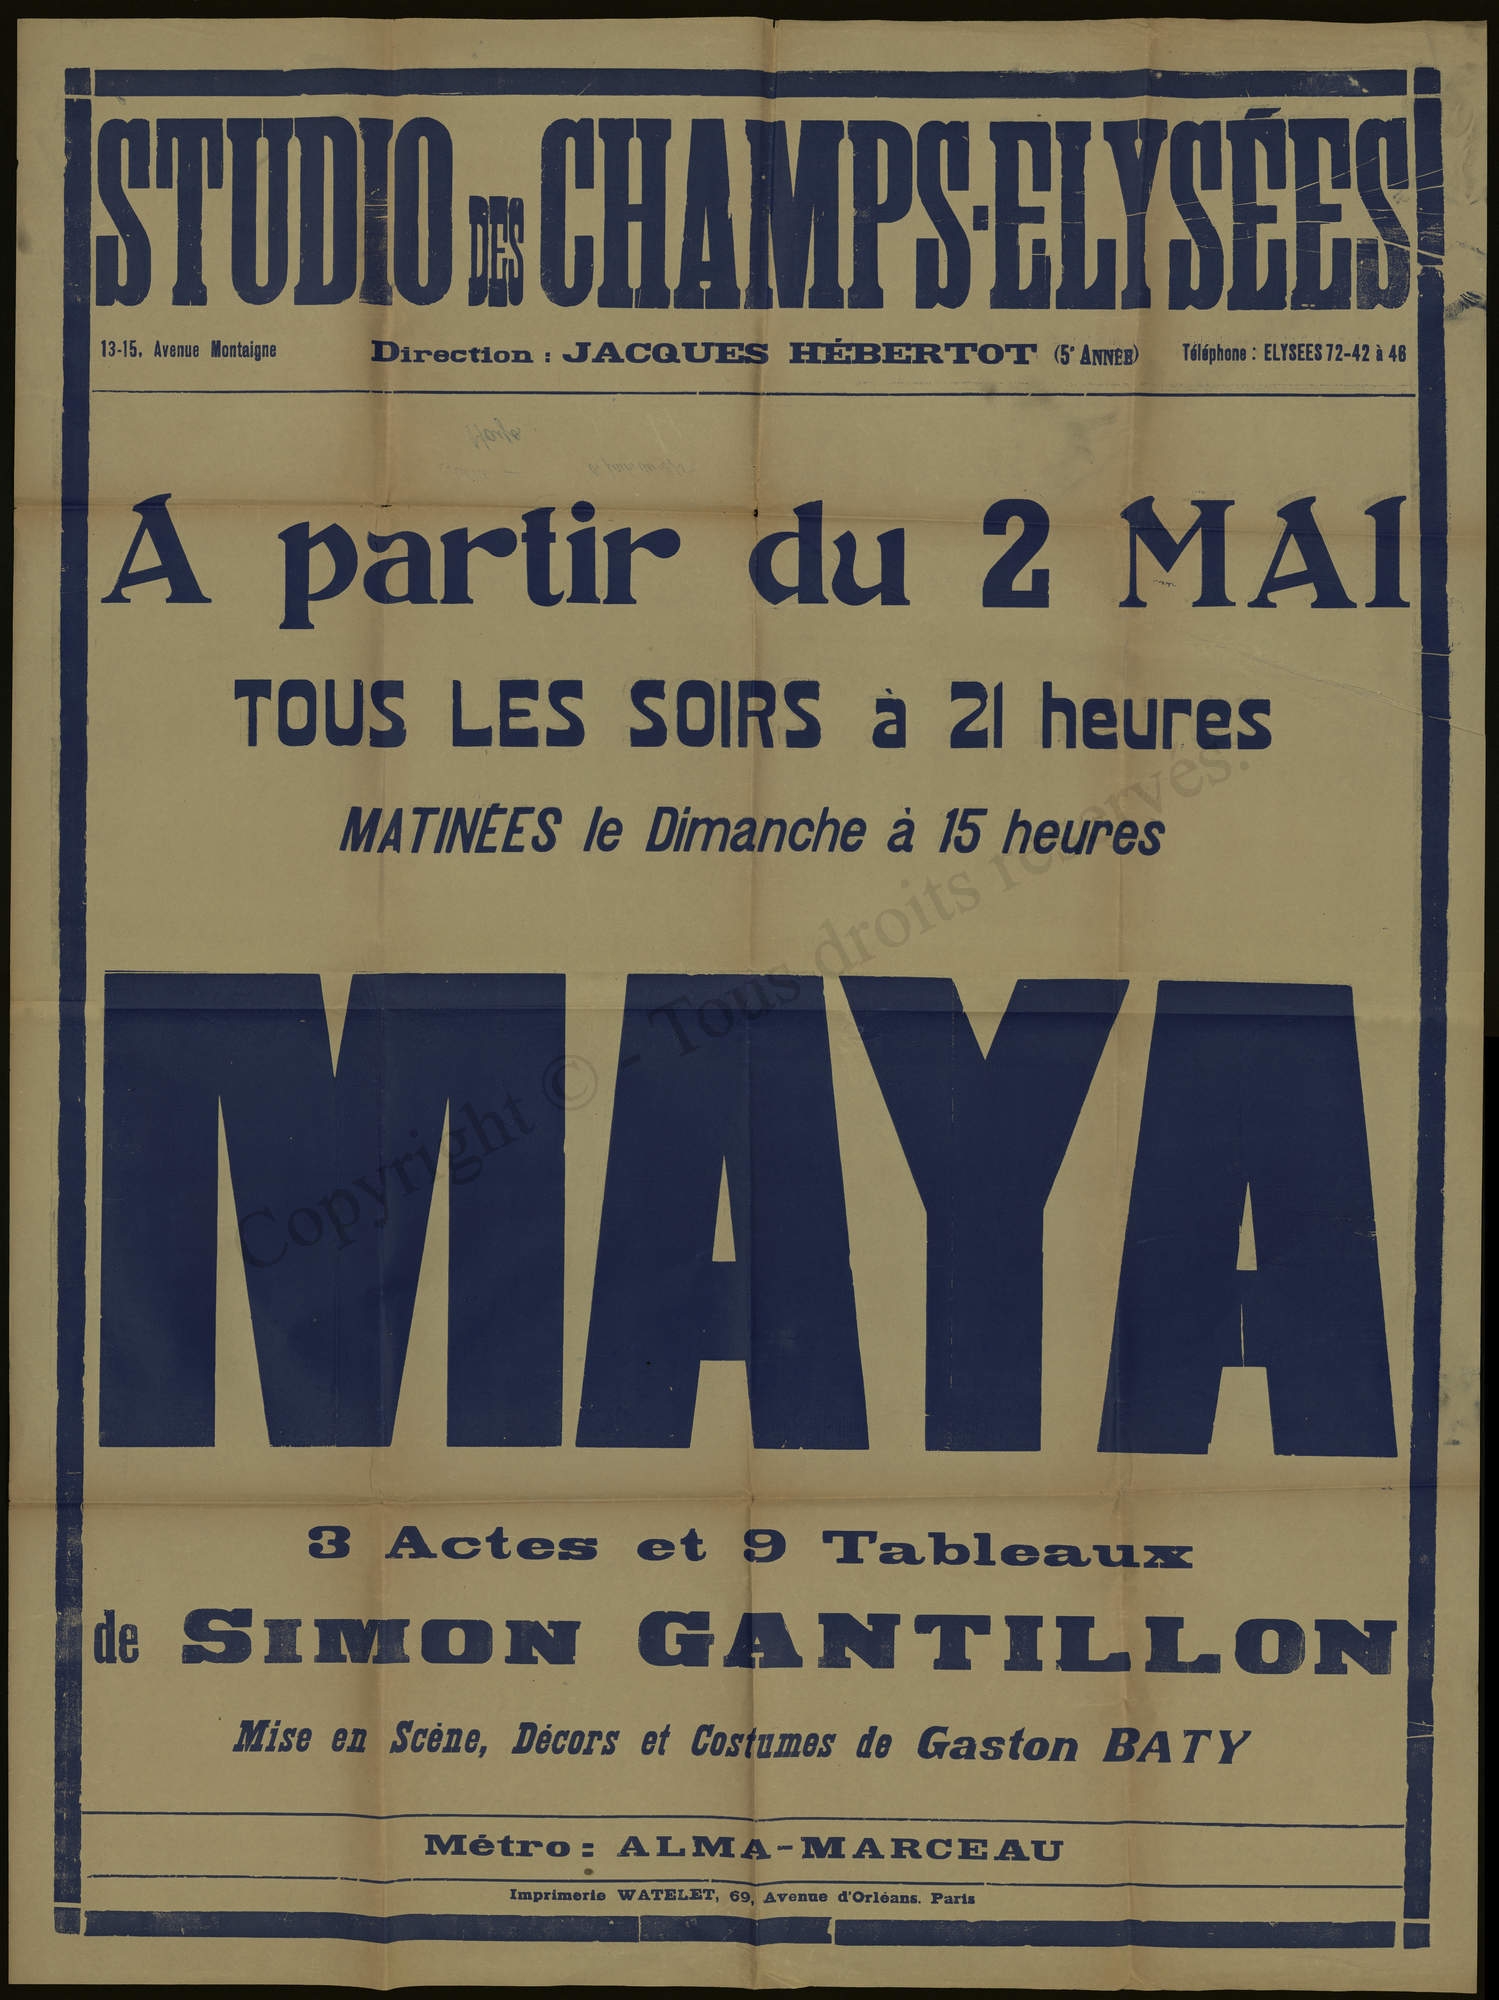 STUDIO DES CHAMPS-ELYSÉES
13-15, Avenue Montaigne Direction : JACQUES HÉBERTOT (5e ANNÉE) Téléphone : ELYSEES 72-42 à 46
A partir du 2 MAI
TOUS LES SOIRS à 21 heures
MATINÉES le Dimanche à 15 heures
MAYA
Copyright © - Tous droits reservés.
3 Actes et 9 Tableaux
de SIMON GANTILLON
Mise en Scène, Décors et Costumes de Gaston BATY
Métro : ALMA-MARCEAU
Imprimerie WATELET, 69, Avenue d'Orléans. Paris